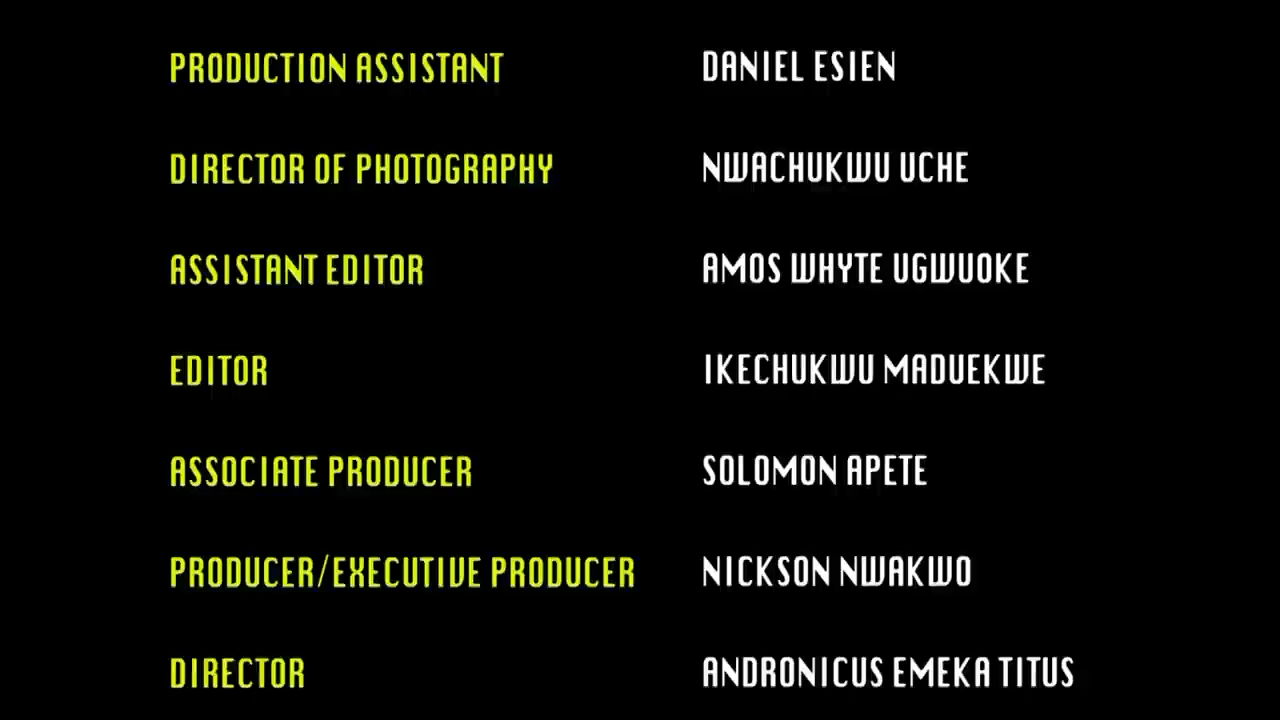 PRODUCTION ASSISTANT DANIEL ESIEN
DIRECTOR OF PHOTOGRAPHY NWACHUKWU UCHE
ASSISTANT EDITOR AMOS WHYTE UGWUOKE
EDITOR IKECHUKWU MADUEKWE
ASSOCIATE PRODUCER SOLOMON APETE
PRODUCER/EXECUTIVE PRODUCER NICKSON NWAKWO
DIRECTOR ANDRONICUS EMEKA TITUS